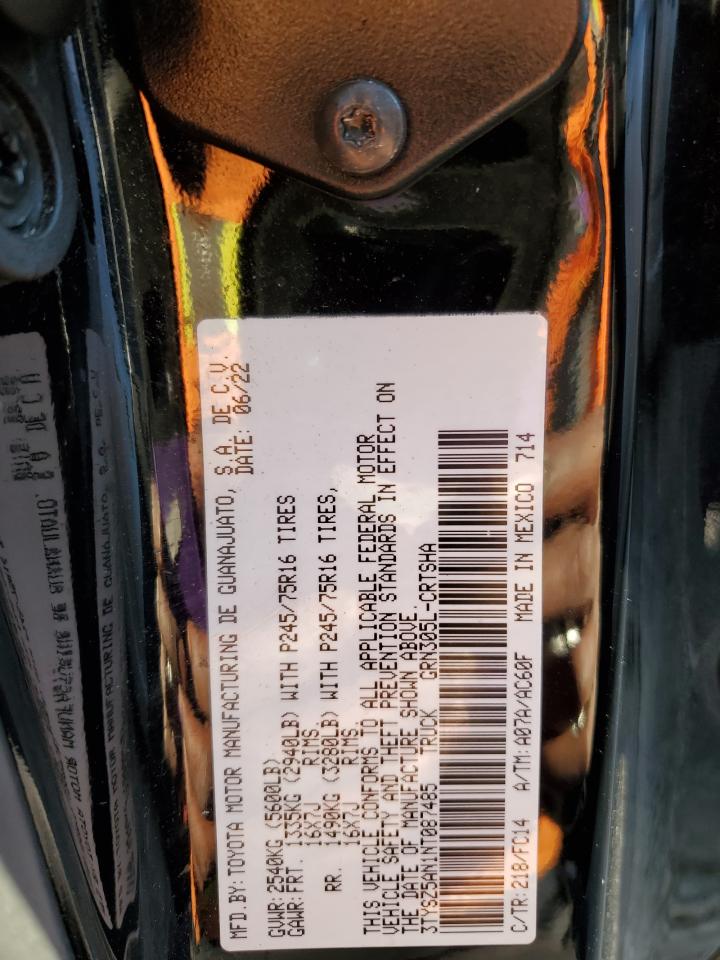 MFD.BY:TOYOTA MOTOR MANUFACTURING DE GUANAJUATO, S.A. DE C.V.
DATE: 06/22
GVWR:2540KG (5600LB)
GAWR:FRT. 1335KG (2940LB) WITH P245/75R16 TIRES
16X7J RIMS
RR. 1490KG (3280LB) WITH P245/75R16 TIRES,
16X7J RIMS
THIS VEHICLE CONFORMS TO ALL APPLICABLE FEDERAL MOTOR
VEHICLE SAFETY AND THEFT PREVENTION STANDARDS IN EFFECT ON
THE DATE OF MANUFACTURE SHOWN ABOVE.
3TYSZ5AN1NT087485 TRUCK GRN305L-CRTSHA
C/TR:218/FC14 A/TM:A07A/AC60F MADE IN MEXICO 714